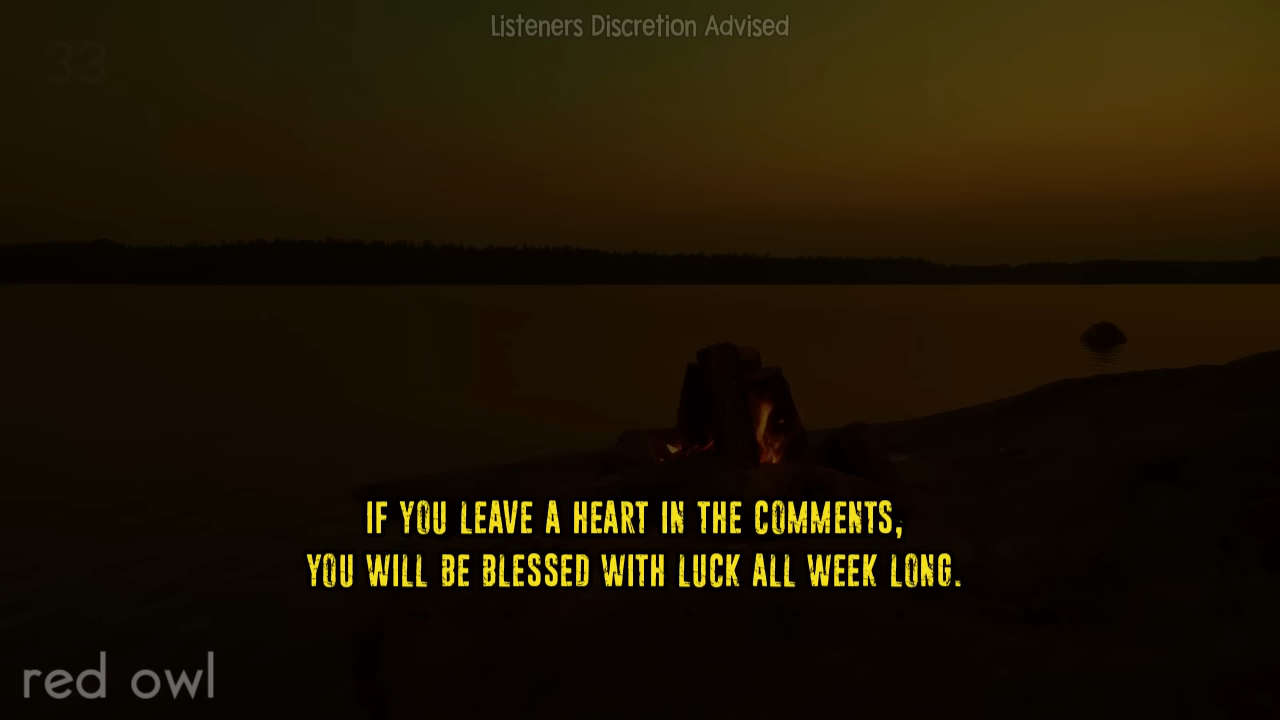 Listeners Discretion Advised
33
IF YOU LEAVE A HEART IN THE COMMENTS,
YOU WILL BE BLESSED WITH LUCK ALL WEEK LONG.
red owl